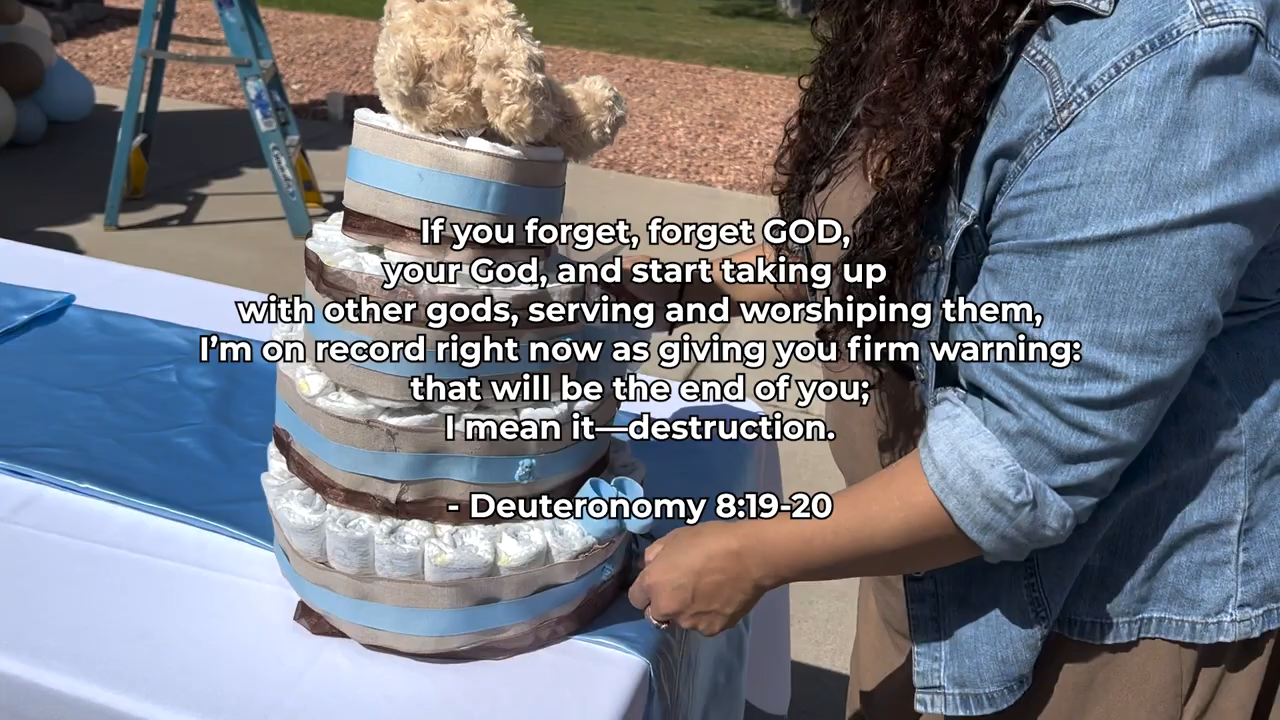 If you forget, forget GOD,
your God, and start taking up
with other gods, serving and worshiping them,
I’m on record right now as giving you firm warning:
that will be the end of you;
I mean it—destruction.
- Deuteronomy 8:19-20